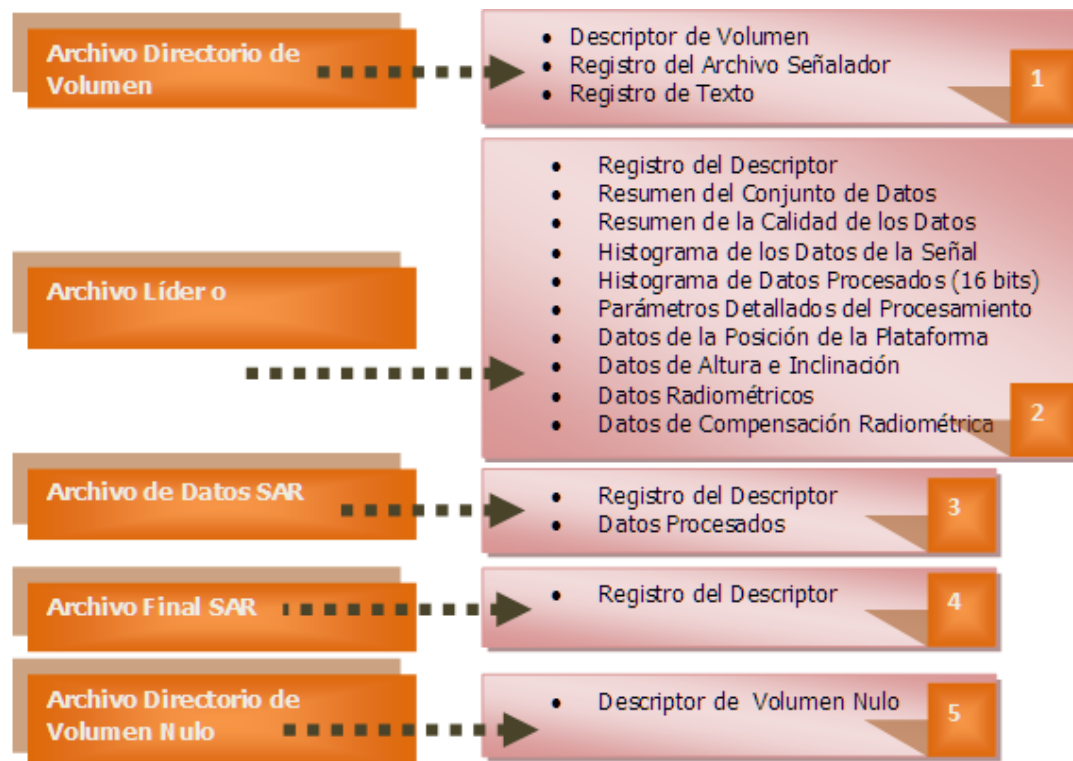 Archivo Directorio de
Volumen
• Descriptor de Volumen
• Registro del Archivo Señalador
• Registro de Texto
1
Archivo Líder o
• Registro del Descriptor
• Resumen del Conjunto de Datos
• Resumen de la Calidad de los Datos
• Histograma de los Datos de la Señal
• Histograma de Datos Procesados (16 bits)
• Parámetros Detallados del Procesamiento
• Datos de la Posición de la Plataforma
• Datos de Altura e Inclinación
• Datos Radiométricos
• Datos de Compensación Radiométrica
2
Archivo de Datos SAR
• Registro del Descriptor
• Datos Procesados
3
Archivo Final SAR
• Registro del Descriptor
4
Archivo Directorio de
Volumen Nulo
• Descriptor de Volumen Nulo
5